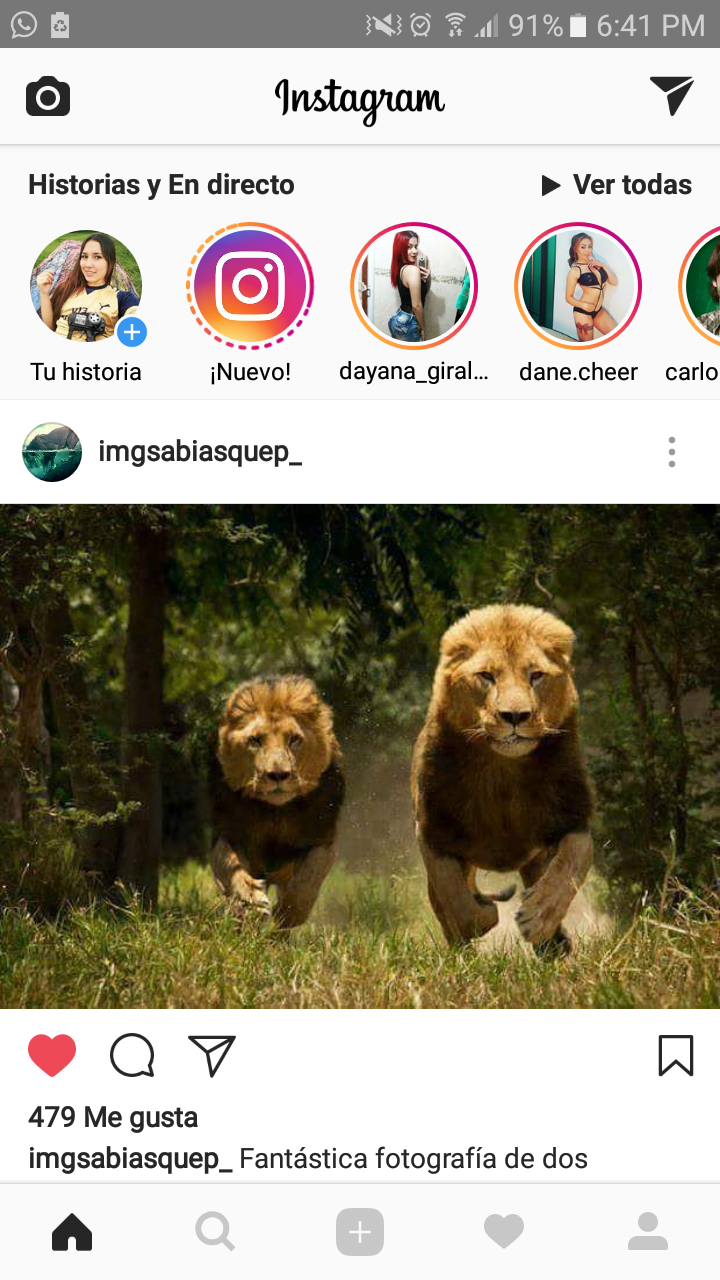 91% 6:41 PM
Instagram
Historias y En directo Ver todas
Tu historia ¡Nuevo! dayana_giral... dane.cheer carlo
imgsabiasquep_
479 Me gusta
imgsabiasquep_ Fantástica fotografía de dos